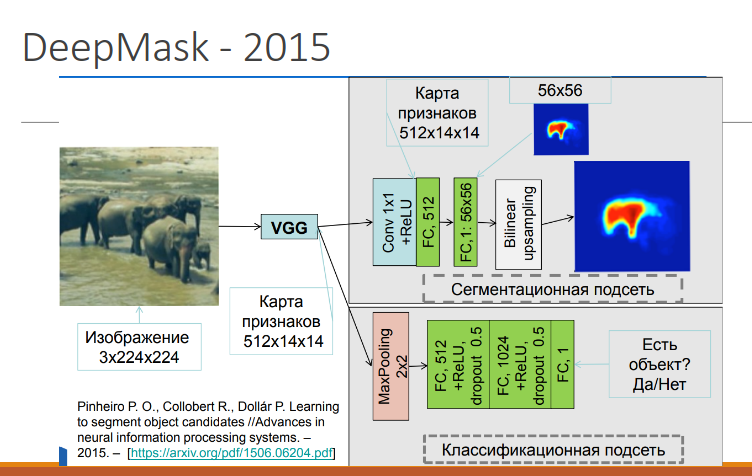 DeepMask - 2015
Карта
признаков
512x14x14
56x56
Conv 1x1
+ReLU
FC, 512
FC,1: 56x56
Bilinear
upsampling
VGG
Сегментационная подсеть
Карта
признаков
512x14x14
Изображение
3x224x224
MaxPooling
2x2
FC, 512
+ReLU,
dropout 0.5
FC, 1024
+ReLU,
dropout 0.5
FC, 1
Есть
объект?
Да/Нет
Pinheiro P. O., Collobert R., Dollár P. Learning
to segment object candidates //Advances in
neural information processing systems. –
2015. – [https://arxiv.org/pdf/1506.06204.pdf]
Классификационная подсеть